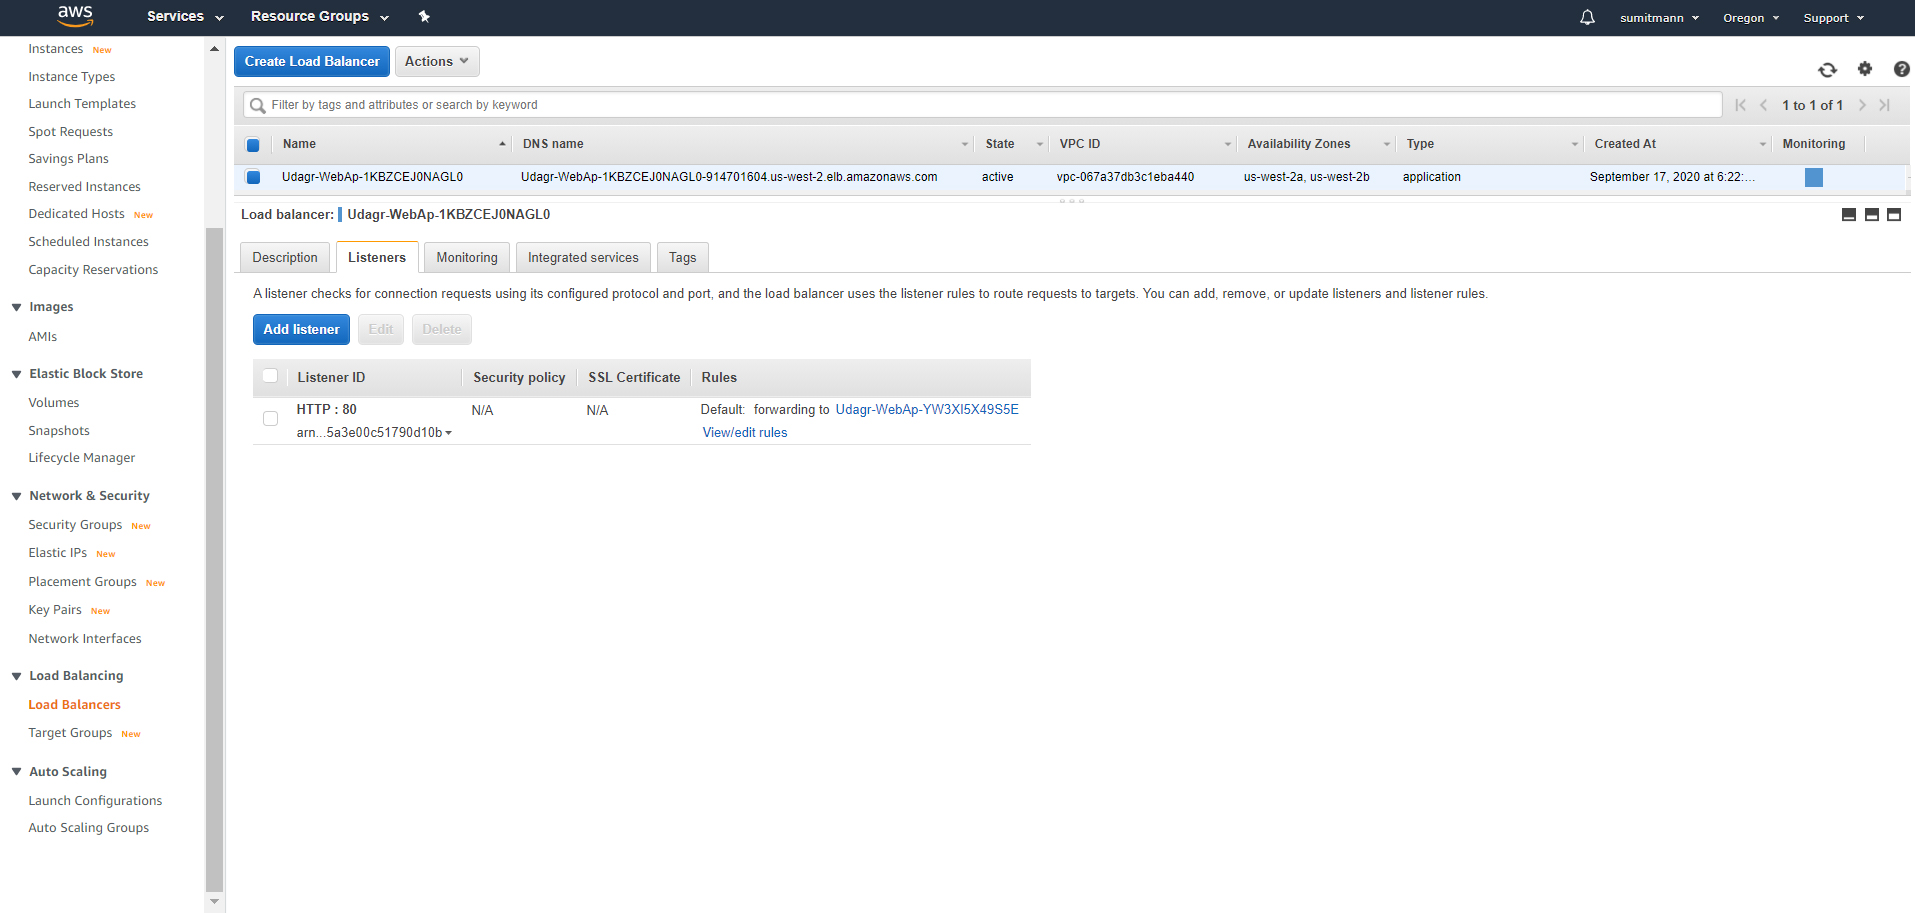 aws Services Resource Groups sumitmann Oregon Support
Instances New
Instance Types
Launch Templates
Spot Requests
Savings Plans
Reserved Instances
Dedicated Hosts New
Scheduled Instances
Capacity Reservations
Images
AMIs
Elastic Block Store
Volumes
Snapshots
Lifecycle Manager
Network & Security
Security Groups New
Elastic IPs New
Placement Groups New
Key Pairs New
Network Interfaces
Load Balancing
Load Balancers
Target Groups New
Auto Scaling
Launch Configurations
Auto Scaling Groups
Create Load Balancer Actions
Filter by tags and attributes or search by keyword 1 to 1 of 1
Name DNS name State VPC ID Availability Zones Type Created At Monitoring
Udagr-WebAp-1KBZCEJ0NAGL0 Udagr-WebAp-1KBZCEJ0NAGL0-914701604.us-west-2.elb.amazonaws.com active vpc-067a37db3c1eba440 us-west-2a, us-west-2b application September 17, 2020 at 6:22:...
Load balancer: Udagr-WebAp-1KBZCEJ0NAGL0
Description Listeners Monitoring Integrated services Tags
A listener checks for connection requests using its configured protocol and port, and the load balancer uses the listener rules to route requests to targets. You can add, remove, or update listeners and listener rules.
Add listener Edit Delete
Listener ID Security policy SSL Certificate Rules
HTTP : 80 N/A N/A Default: forwarding to Udagr-WebAp-YW3XI5X49S5E
arn...5a3e00c51790d10b View/edit rules